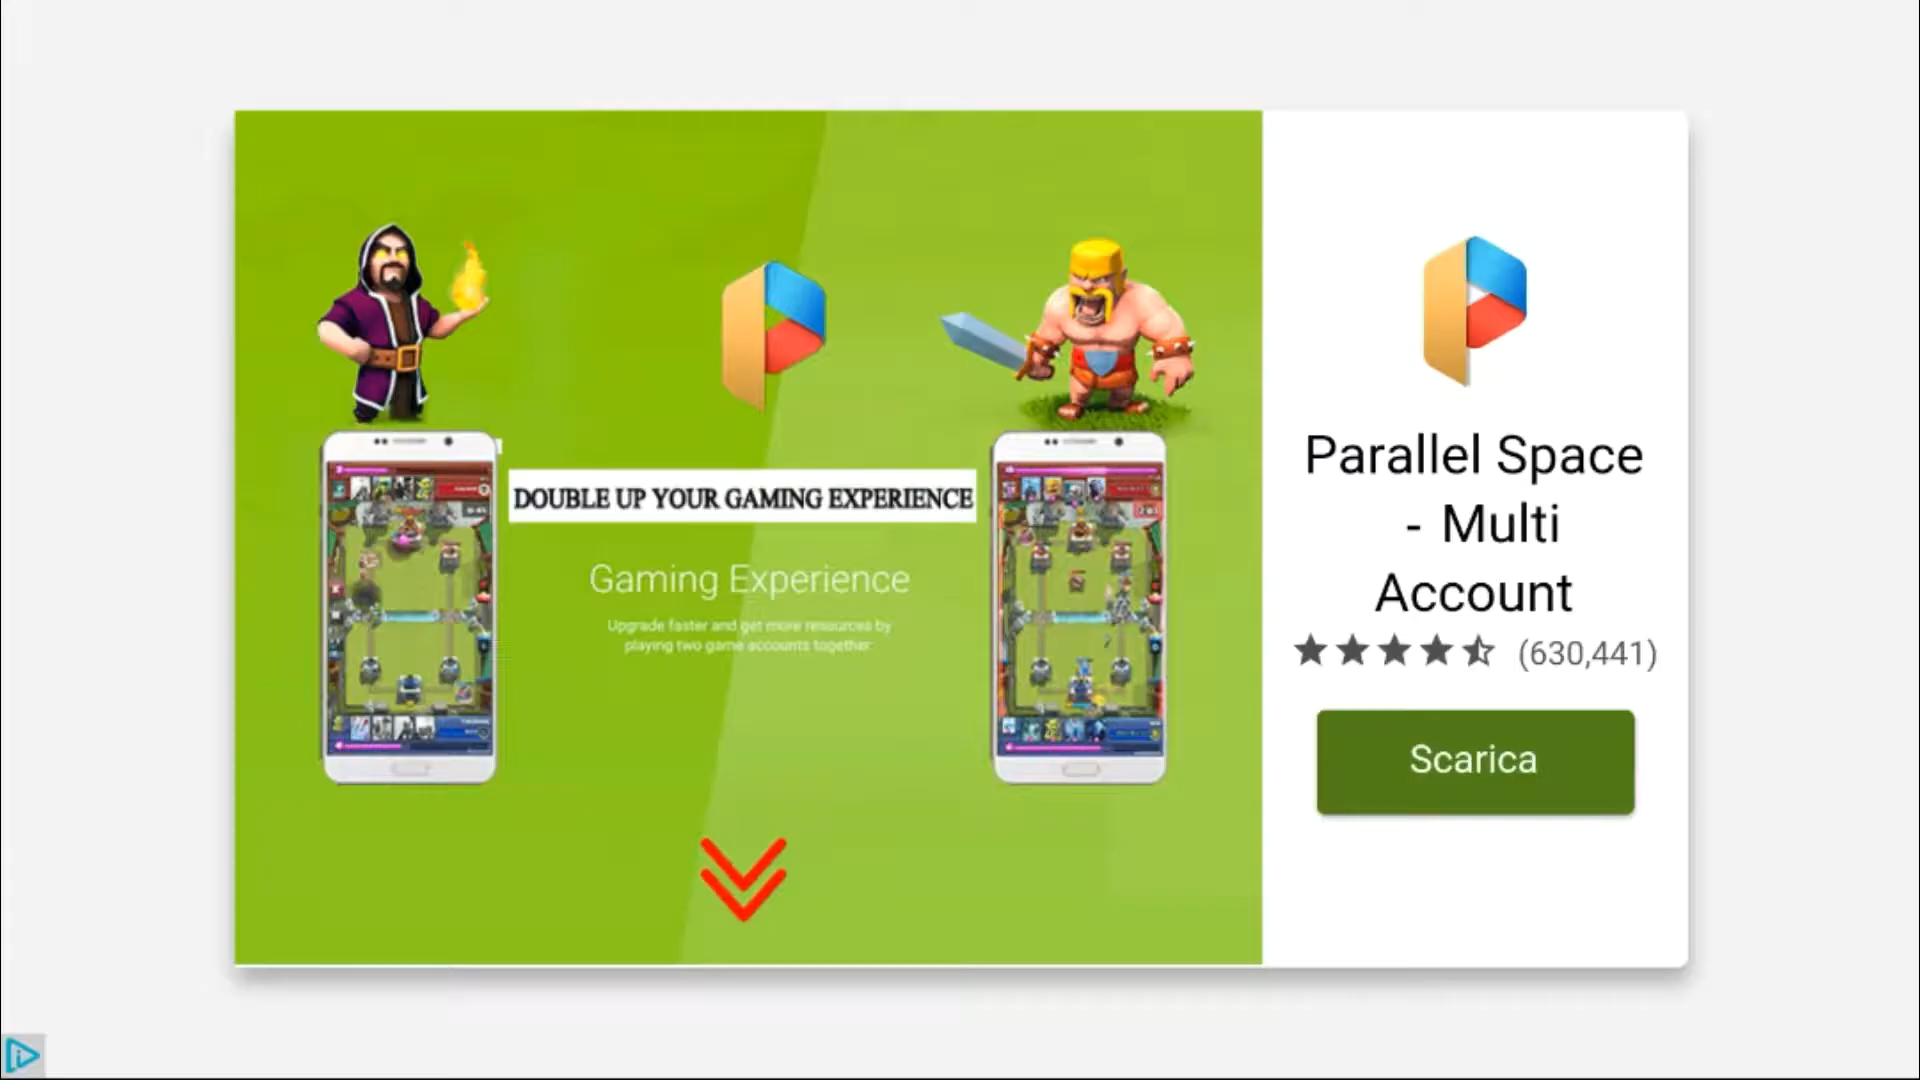 DOUBLE UP YOUR GAMING EXPERIENCE
Gaming Experience
Upgrade faster and get more resources by
playing two game accounts together
Parallel Space
- Multi
Account
(630,441)
Scarica